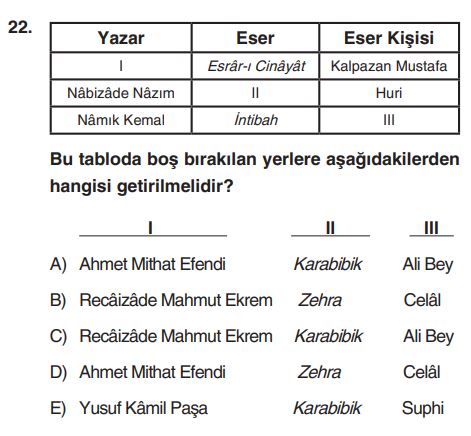 22.
Yazar Eser Eser Kişisi
I Esrâr-ı Cinâyât Kalpazan Mustafa
Nâbizâde Nâzım II Huri
Nâmık Kemal İntibah III
Bu tabloda boş bırakılan yerlere aşağıdakilerden
hangisi getirilmelidir?
I II III
A) Ahmet Mithat Efendi Karabibik Ali Bey
B) Recâizâde Mahmut Ekrem Zehra Celâl
C) Recâizâde Mahmut Ekrem Karabibik Ali Bey
D) Ahmet Mithat Efendi Zehra Celâl
E) Yusuf Kâmil Paşa Karabibik Suphi